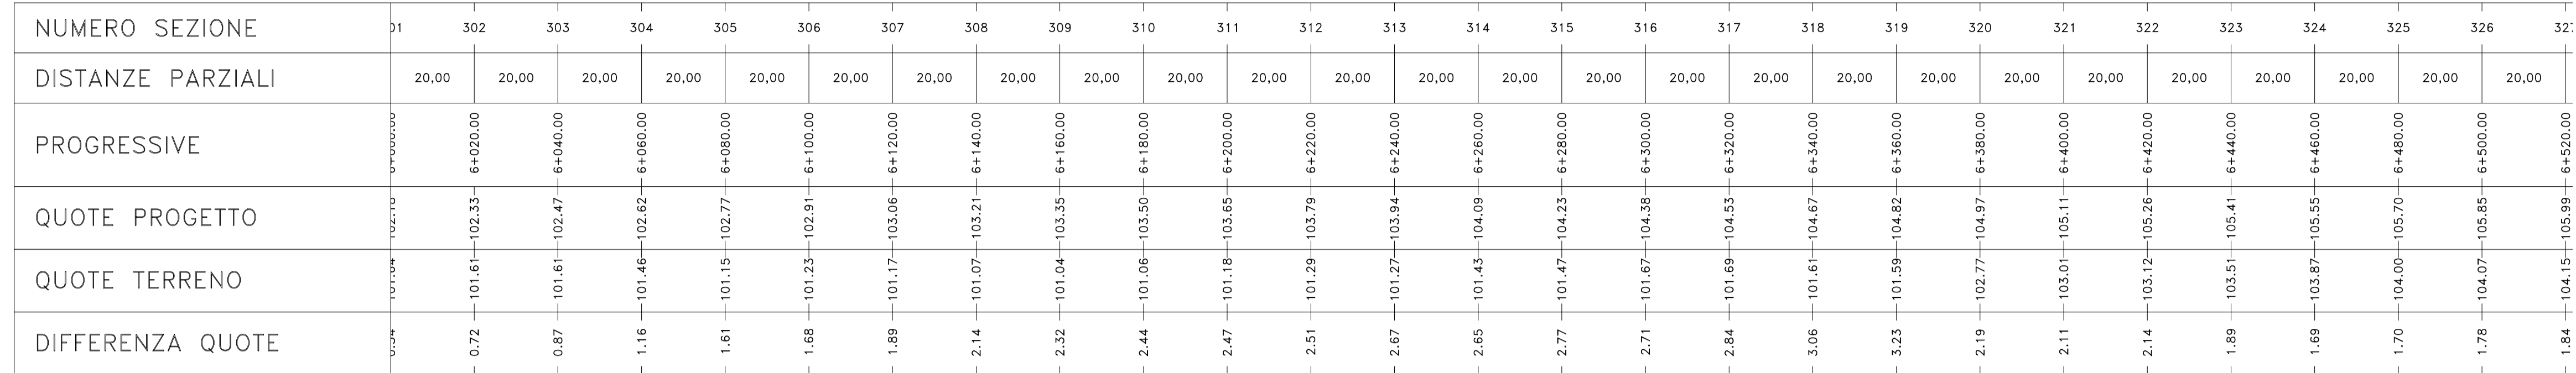 NUMERO SEZIONE 302 303 304 305 306 307 308 309 310 311 312 313 314 315 316 317 318 319 320 321 322 323 324 325 326
DISTANZE PARZIALI 20,00 20,00 20,00 20,00 20,00 20,00 20,00 20,00 20,00 20,00 20,00 20,00 20,00 20,00 20,00 20,00 20,00 20,00 20,00 20,00 20,00 20,00 20,00 20,00 20,00 20,00
PROGRESSIVE 6+020.00 6+040.00 6+060.00 6+080.00 6+100.00 6+120.00 6+140.00 6+160.00 6+180.00 6+200.00 6+220.00 6+240.00 6+260.00 6+280.00 6+300.00 6+320.00 6+340.00 6+360.00 6+380.00 6+400.00 6+420.00 6+440.00 6+460.00 6+480.00 6+500.00 6+520.00
QUOTE PROGETTO 102.33 102.47 102.62 102.77 102.91 103.06 103.21 103.35 103.50 103.65 103.79 103.94 104.09 104.23 104.38 104.53 104.67 104.82 104.97 105.11 105.26 105.41 105.55 105.70 105.85 105.99
QUOTE TERRENO 101.61 101.61 101.46 101.15 101.23 101.17 101.07 101.04 101.06 101.18 101.29 101.27 101.43 101.47 101.67 101.69 101.61 101.59 102.77 103.01 103.12 103.51 103.87 104.00 104.07 104.15
DIFFERENZA QUOTE 0.72 0.87 1.16 1.61 1.68 1.89 2.14 2.32 2.44 2.47 2.51 2.67 2.65 2.77 2.71 2.84 3.06 3.23 2.19 2.11 2.14 1.89 1.69 1.70 1.78 1.84